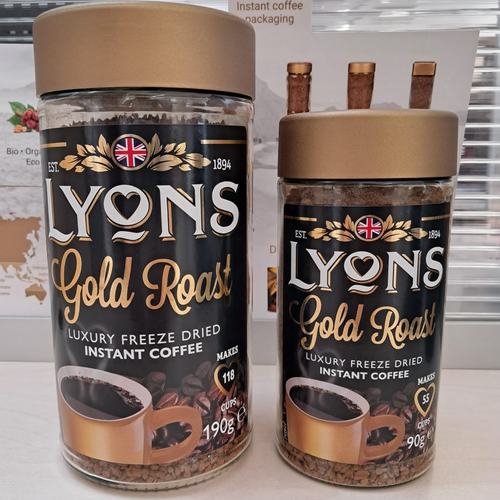 Instant coffee
packaging
Bio • Orga
Eco
EST. 1894
LYONS
Gold Roast
LUXURY FREEZE DRIED
INSTANT COFFEE
MAKES
118
CUPS
190g e
EST. 1894
LYONS
Gold Roast
LUXURY FREEZE DRIED
INSTANT COFFEE
MAKES
55
CUPS
90g e
D